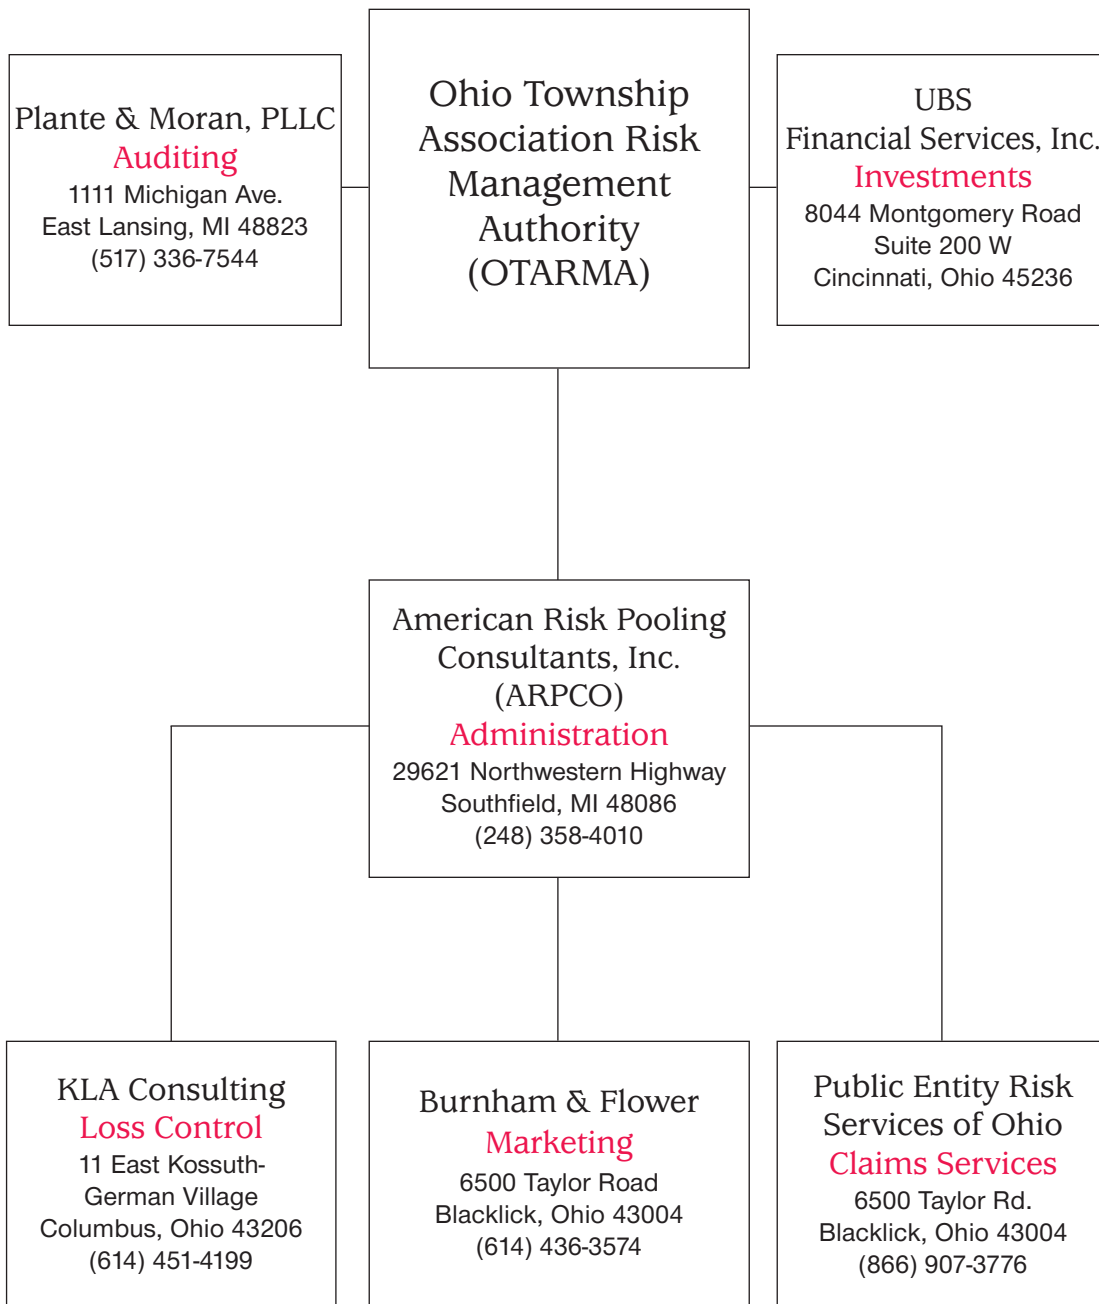 Plante & Moran, PLLC
Auditing
1111 Michigan Ave.
East Lansing, MI 48823
(517) 336-7544
Ohio Township
Association Risk
Management
Authority
(OTARMA)
UBS
Financial Services, Inc.
Investments
8044 Montgomery Road
Suite 200 W
Cincinnati, Ohio 45236
American Risk Pooling
Consultants, Inc.
(ARPCO)
Administration
29621 Northwestern Highway
Southfield, MI 48086
(248) 358-4010
KLA Consulting
Loss Control
11 East Kossuth-
German Village
Columbus, Ohio 43206
(614) 451-4199
Burnham & Flower
Marketing
6500 Taylor Road
Blacklick, Ohio 43004
(614) 436-3574
Public Entity Risk
Services of Ohio
Claims Services
6500 Taylor Rd.
Blacklick, Ohio 43004
(866) 907-3776